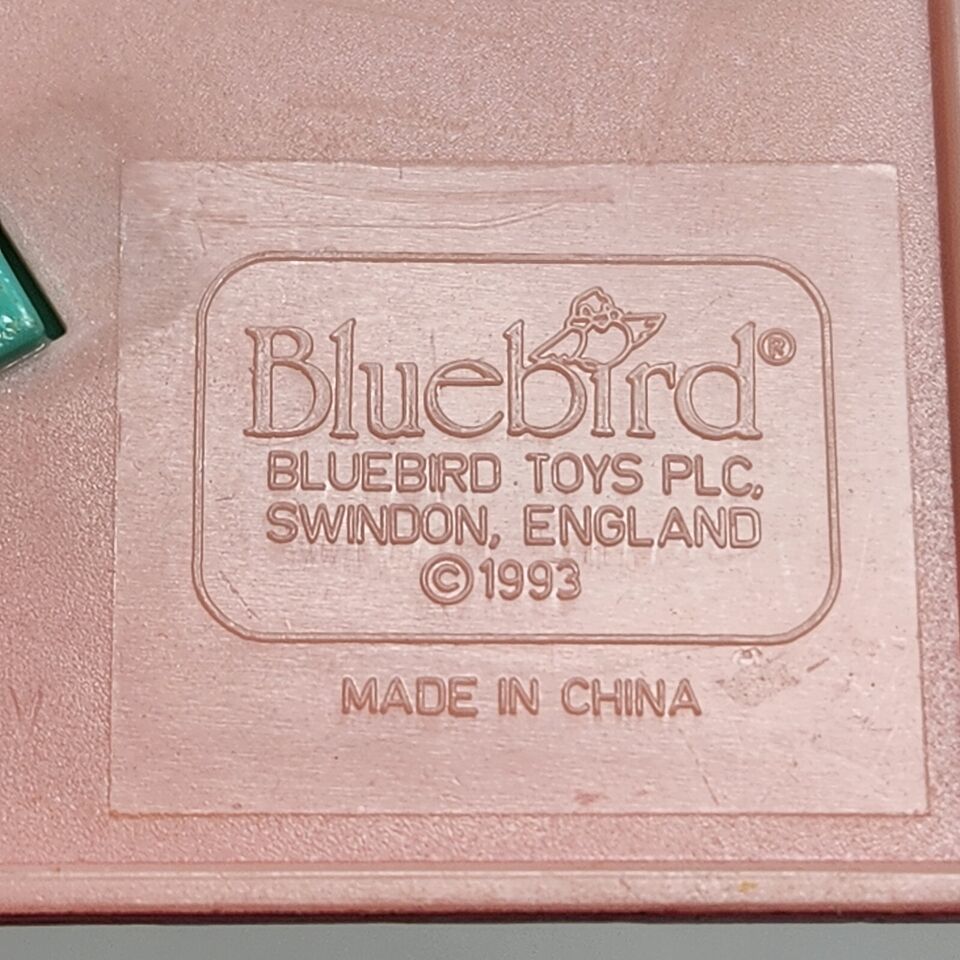 Bluebird®
BLUEBIRD TOYS PLC,
SWINDON, ENGLAND
©1993
MADE IN CHINA